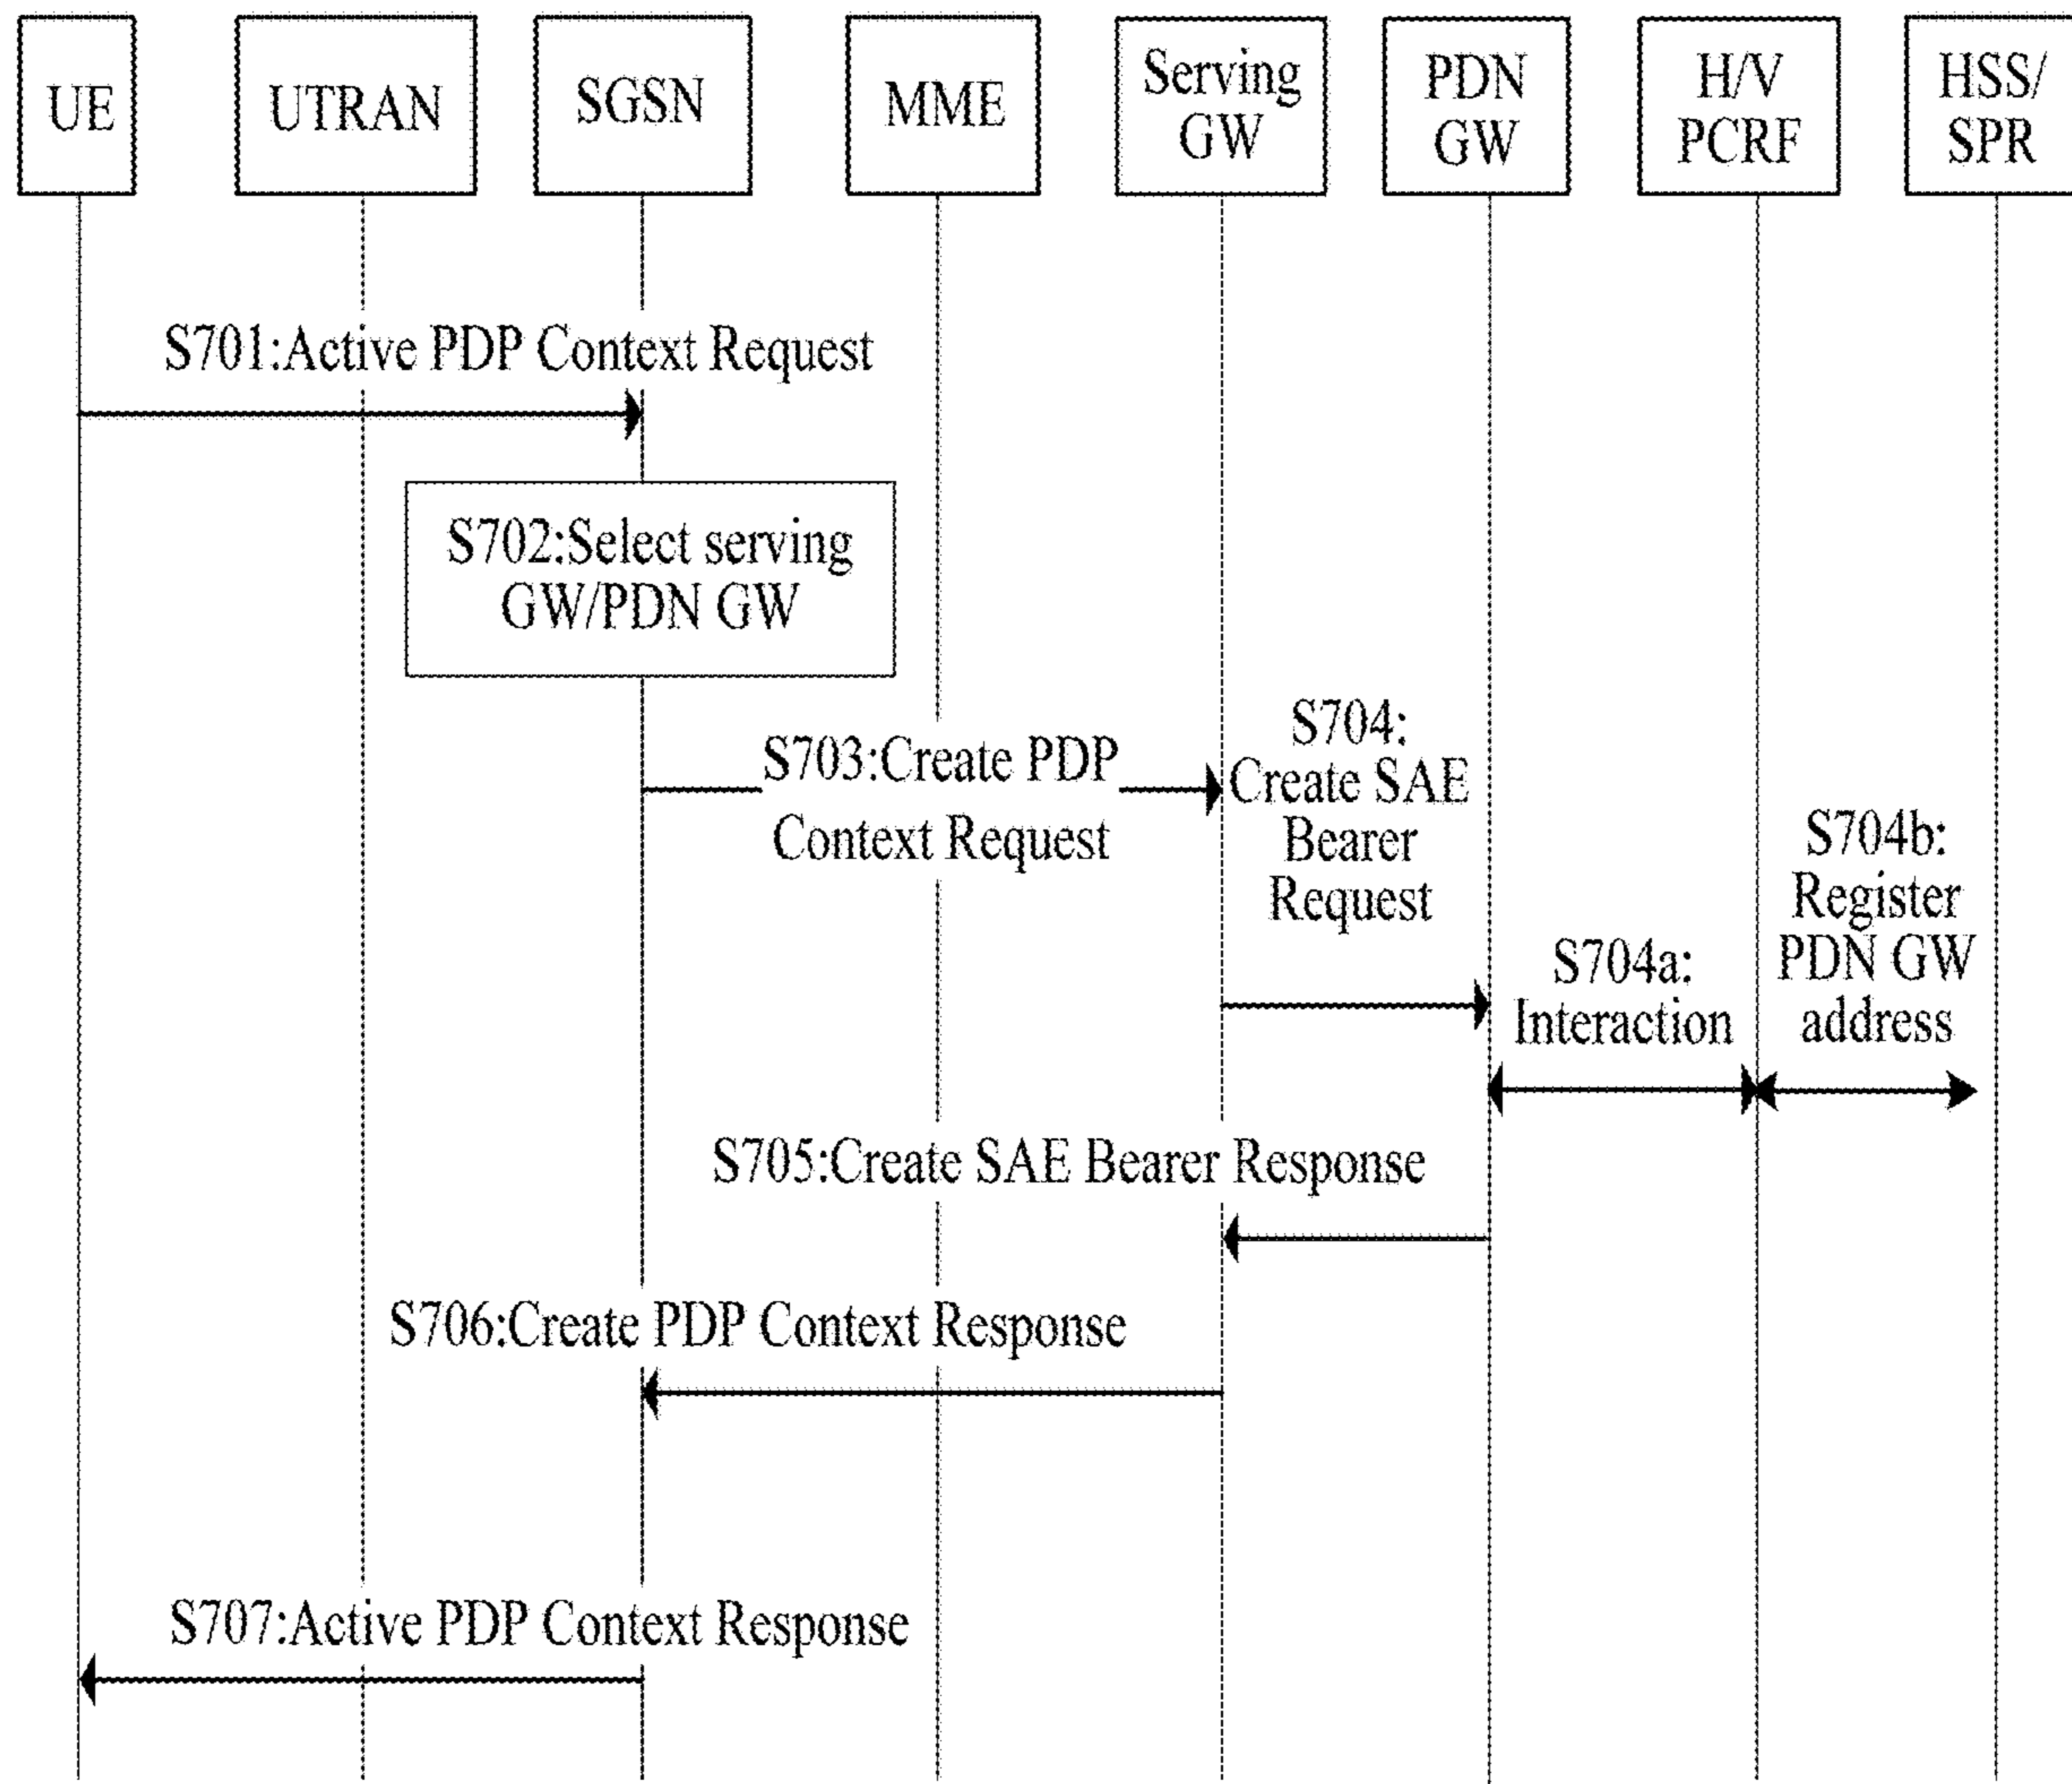 UE
UTRAN
SGSN
MME
Serving
GW
PDN
GW
H/V
PCRF
HSS/
SPR
S701:Active PDP Context Request
S702:Select serving
GW/PDN GW
S703:Create PDP
Context Request
S704:
Create SAE
Bearer
Request
S704a:
Interaction
S704b:
Register
PDN GW
address
S705:Create SAE Bearer Response
S706:Create PDP Context Response
S707:Active PDP Context Response